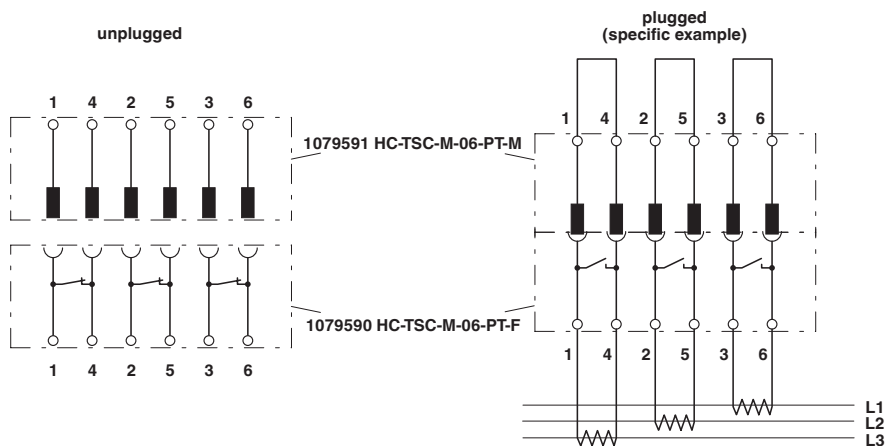 unplugged
plugged
(specific example)
1 4 2 5 3 6
1 4 2 5 3 6
1079591 HC-TSC-M-06-PT-M
1079590 HC-TSC-M-06-PT-F
1 4 2 5 3 6
1 4 2 5 3 6
L1
L2
L3